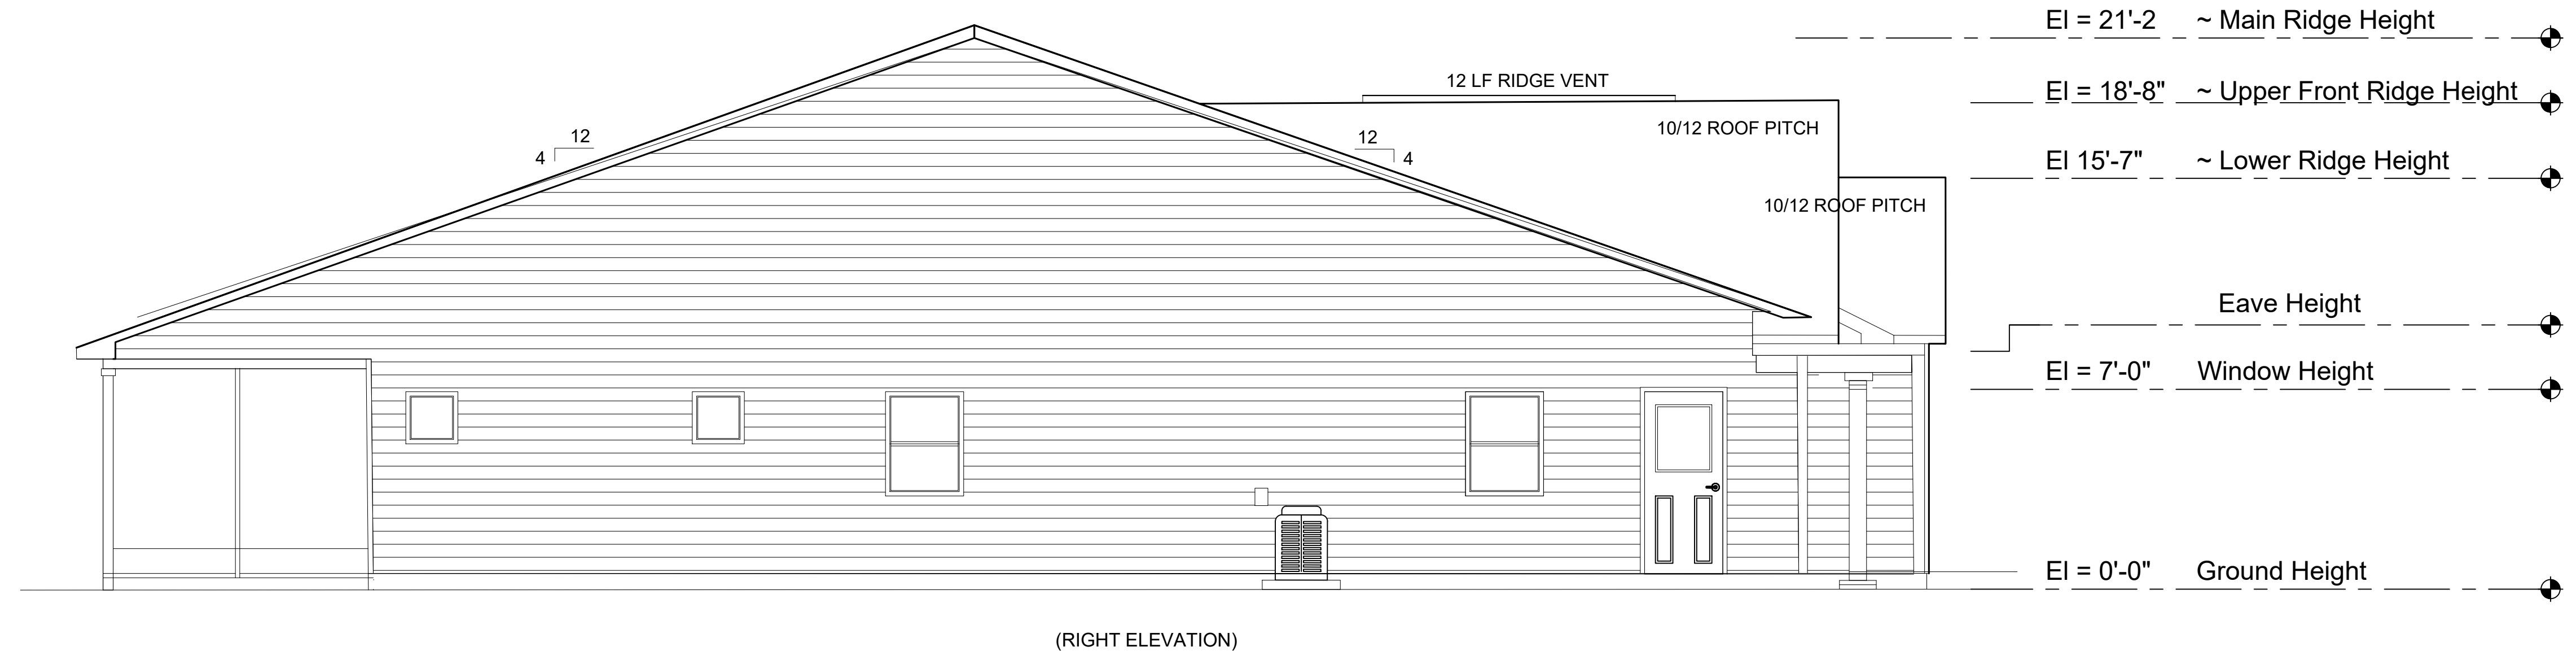 El = 21'-2 ~ Main Ridge Height
12 LF RIDGE VENT
El = 18'-8" ~ Upper Front Ridge Height
10/12 ROOF PITCH
12
4
12
4
El 15'-7" ~ Lower Ridge Height
10/12 ROOF PITCH
Eave Height
El = 7'-0" Window Height
El = 0'-0" Ground Height
(RIGHT ELEVATION)